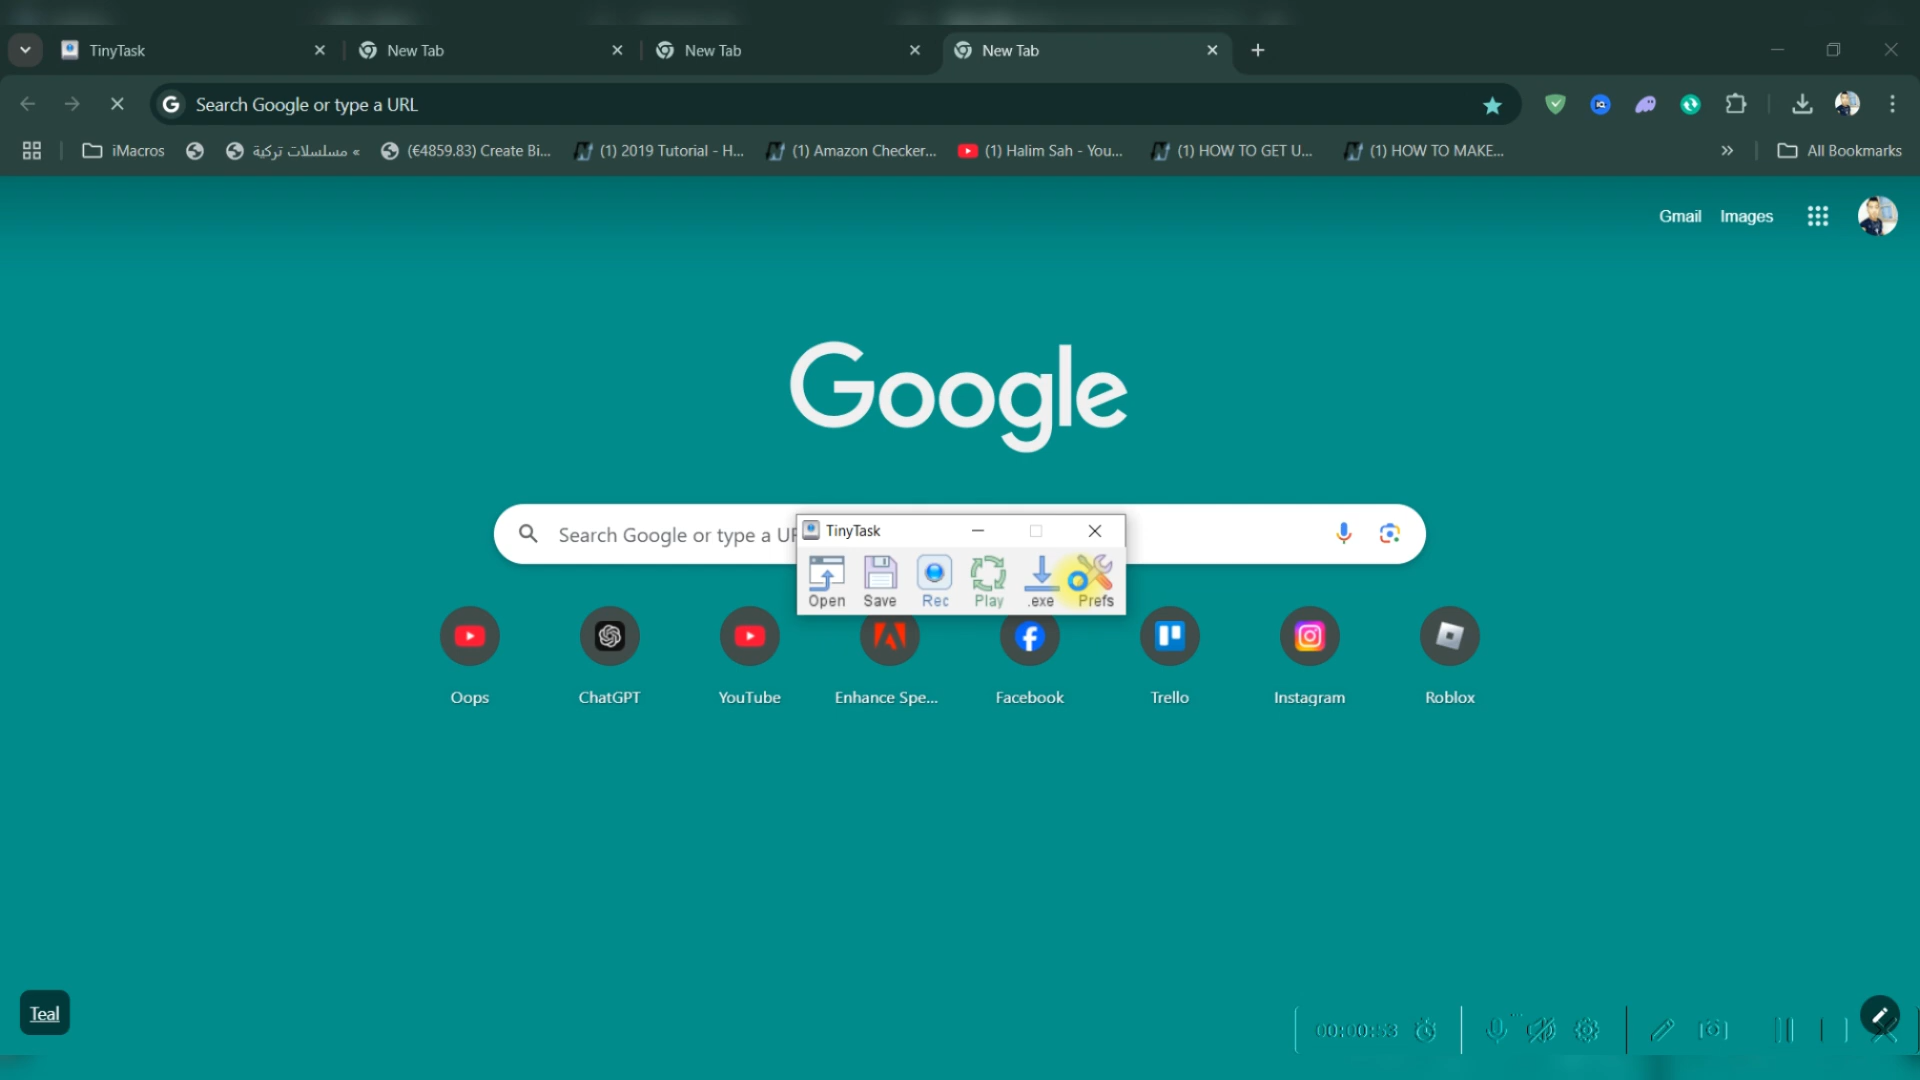 TinyTask
New Tab
New Tab
New Tab
Search Google or type a URL
iMacros
مسلسلات تركية «
(€4859.83) Create Bi...
(1) 2019 Tutorial - H...
(1) Amazon Checker...
(1) Halim Sah - You...
(1) HOW TO GET U...
(1) HOW TO MAKE...
»
All Bookmarks
Gmail
Images
Google
Search Google or type a UR
TinyTask
Open
Save
Rec
Play
.exe
Prefs
Oops
ChatGPT
YouTube
Enhance Spe...
Facebook
Trello
Instagram
Roblox
Teal
00:00:53